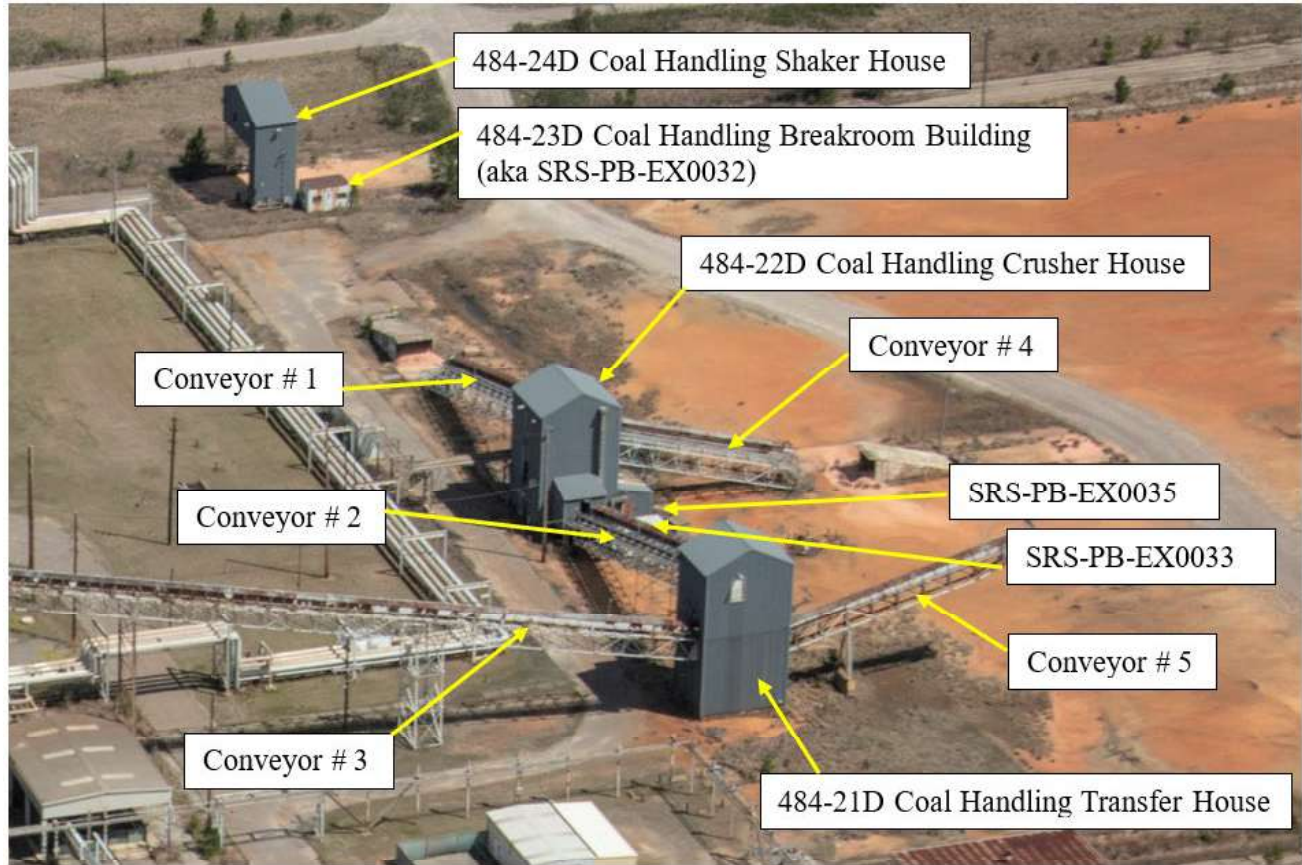 484-24D Coal Handling Shaker House
484-23D Coal Handling Breakroom Building
(aka SRS-PB-EX0032)
484-22D Coal Handling Crusher House
Conveyor # 4
Conveyor # 1
SRS-PB-EX0035
Conveyor # 2
SRS-PB-EX0033
Conveyor # 5
Conveyor # 3
484-21D Coal Handling Transfer House